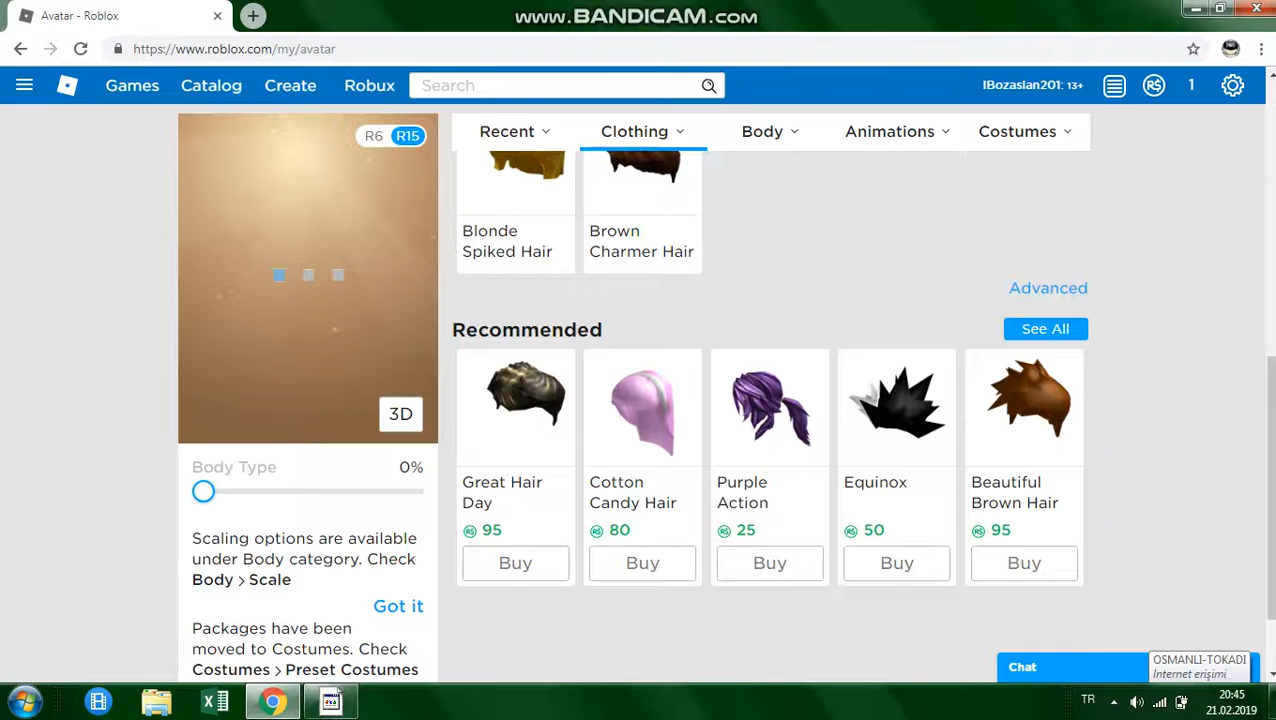 Avatar - Roblox
www.BANDICAM.com
https://www.roblox.com/my/avatar
Games
Catalog
Create
Robux
Search
IBozaslan201: 13+
1
R6 R15
Recent
Clothing
Body
Animations
Costumes
Blonde
Spiked Hair
Brown
Charmer Hair
Advanced
Recommended
See All
3D
Body Type 0%
Great Hair
Day
95
Buy
Cotton
Candy Hair
80
Buy
Purple
Action
25
Buy
Equinox
50
Buy
Beautiful
Brown Hair
95
Buy
Scaling options are available
under Body category. Check
Body > Scale
Got it
Packages have been
moved to Costumes. Check
Costumes > Preset Costumes
Chat
OSMANLI-TOKADI
Internet erişimi
TR
20:45
21.02.2019